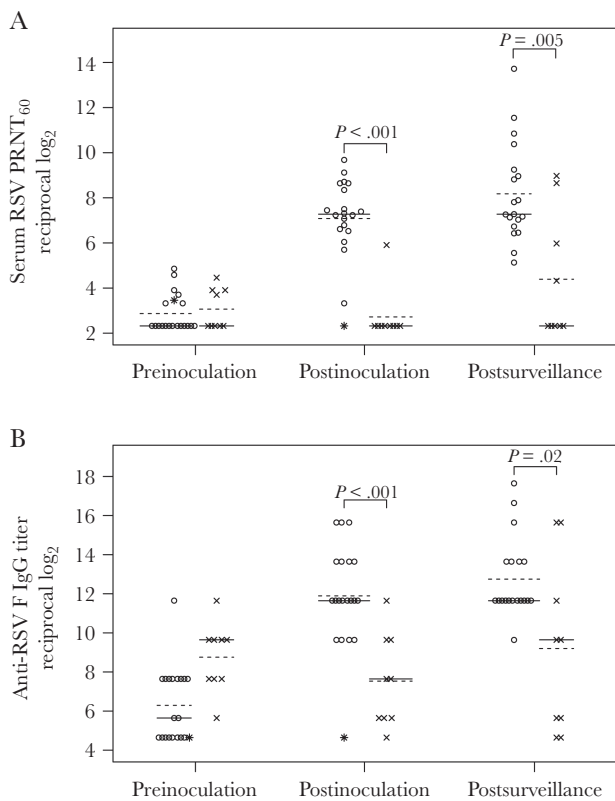 A
Serum RSV PRNT60
reciprocal log2
14
12
10
8
6
4
2
P < .001
P = .005
Preinoculation
Postinoculation
Postsurveillance
B
Anti-RSV F IgG titer
reciprocal log2
18
16
14
12
10
8
6
4
P < .001
P = .02
Preinoculation
Postinoculation
Postsurveillance